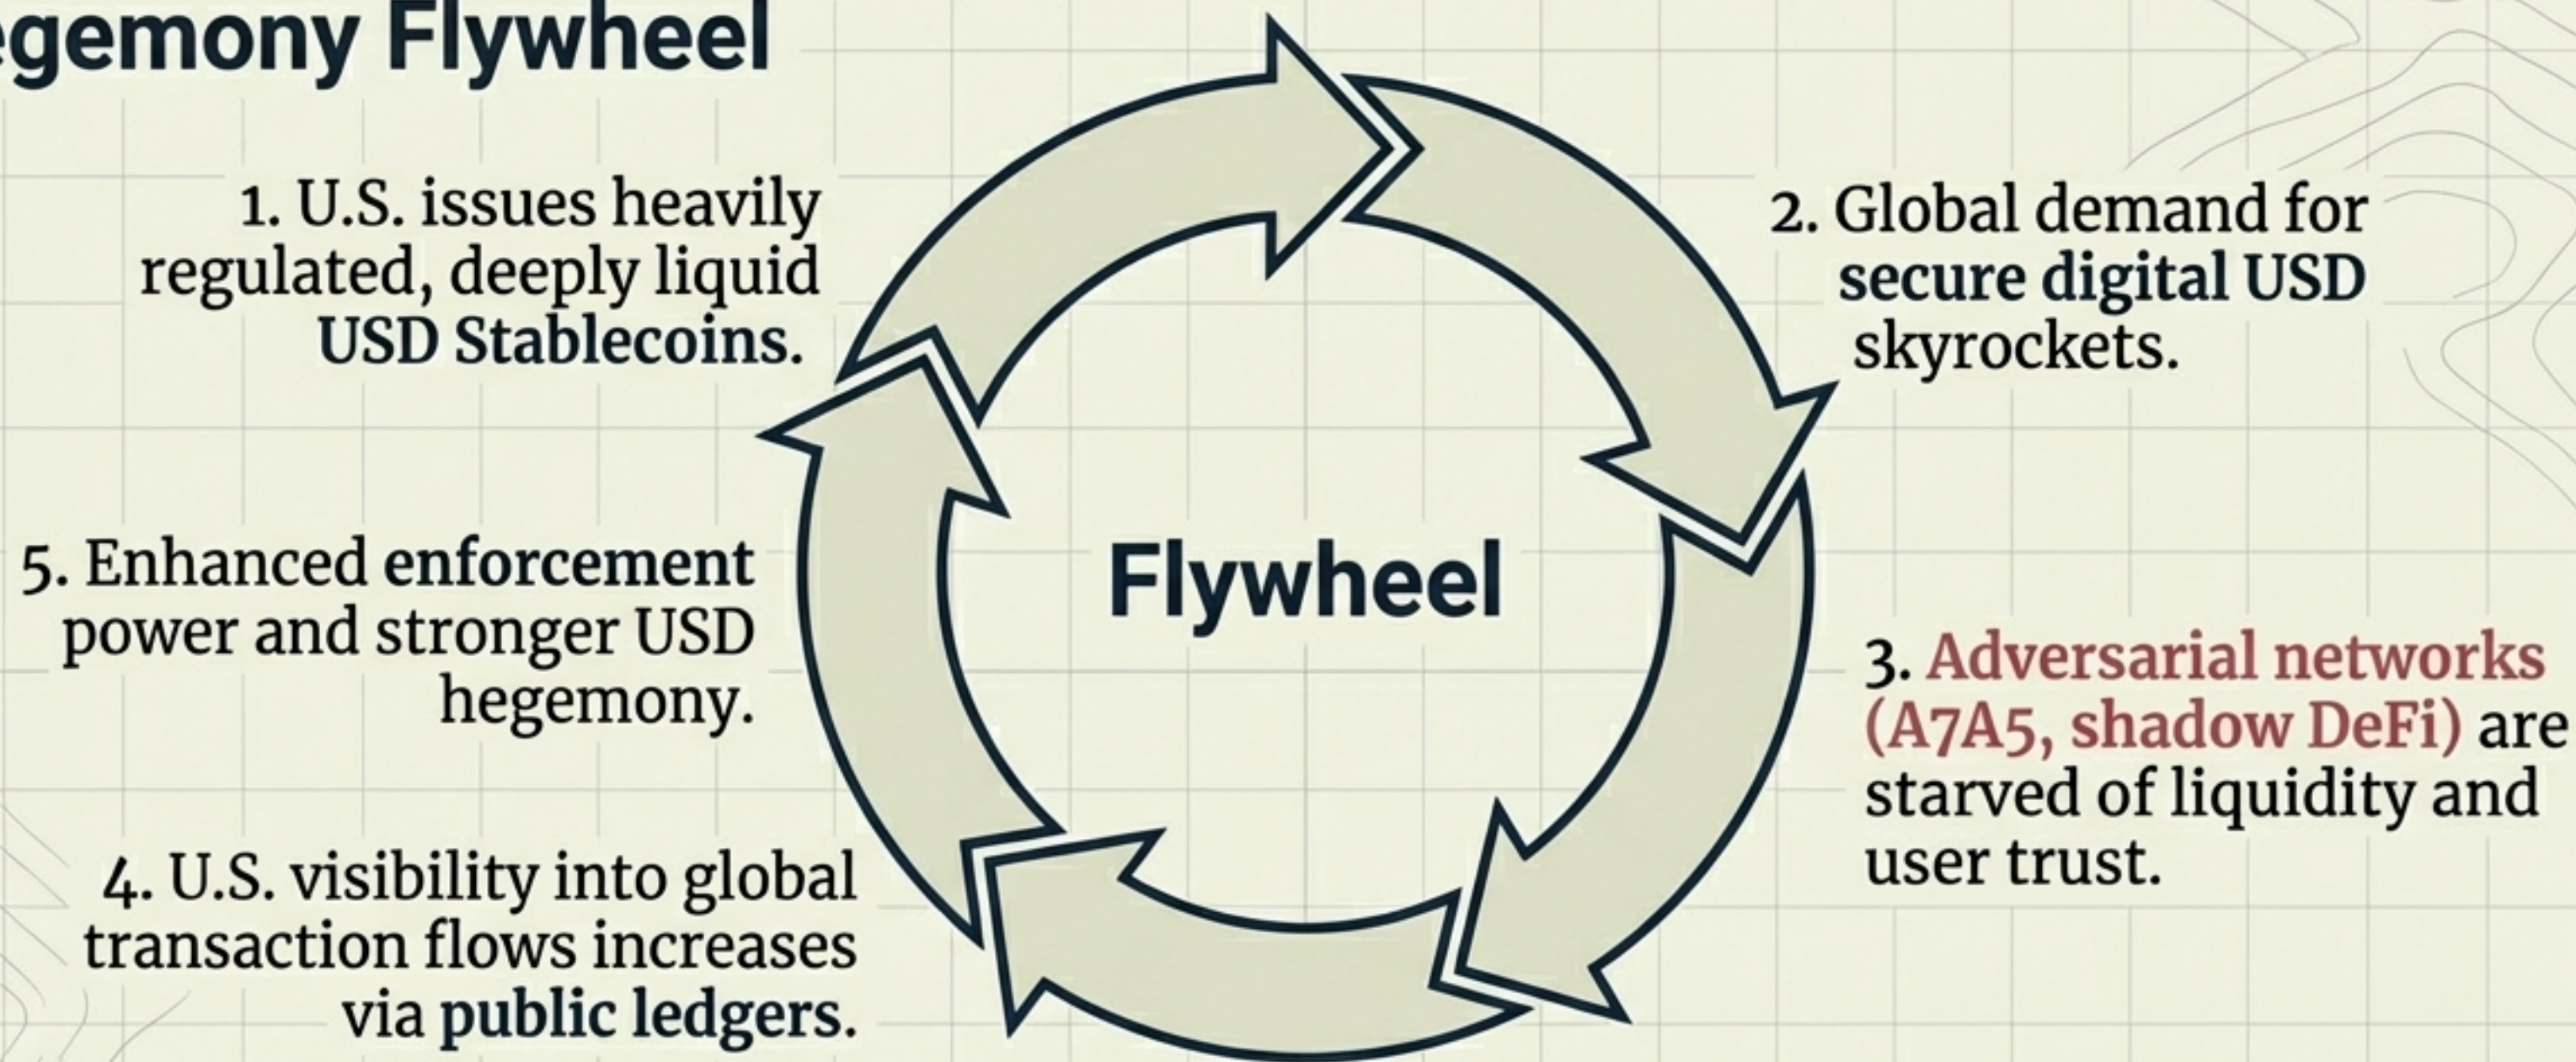 egemony Flywheel
1. U.S. issues heavily
regulated, deeply liquid
USD Stablecoins.
2. Global demand for
secure digital USD
skyrockets.
Flywheel
3. Adversarial networks
(A7A5, shadow DeFi) are
starved of liquidity and
user trust.
4. U.S. visibility into global
transaction flows increases
via public ledgers.
5. Enhanced enforcement
power and stronger USD
hegemony.